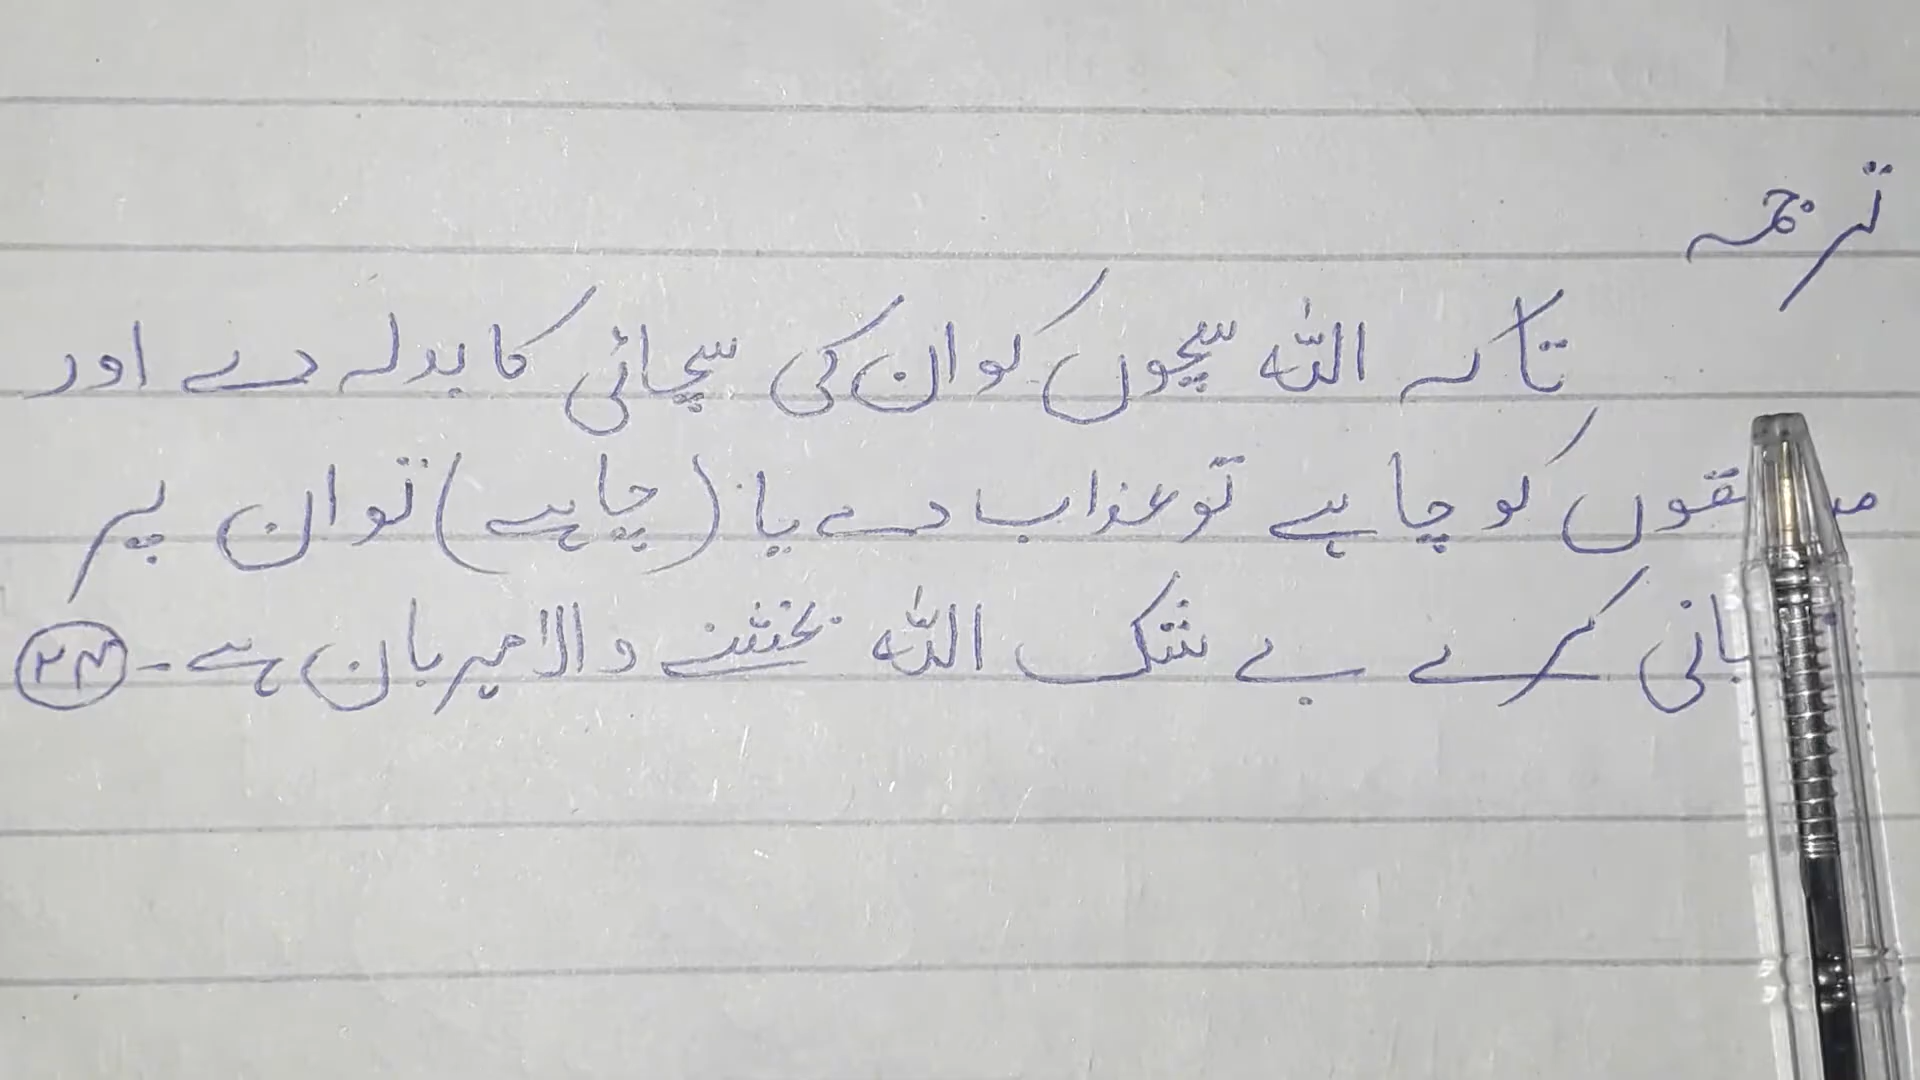 ترجمہ
تاکہ اللہ سچوں کو ان کی سچائی کا بدلہ دے اور
کو چاہے تو عذاب دے یا (چاہے) تو ان پر
کرے بے شک اللہ بخشنے والا مہربان ہے۔ ۲۴